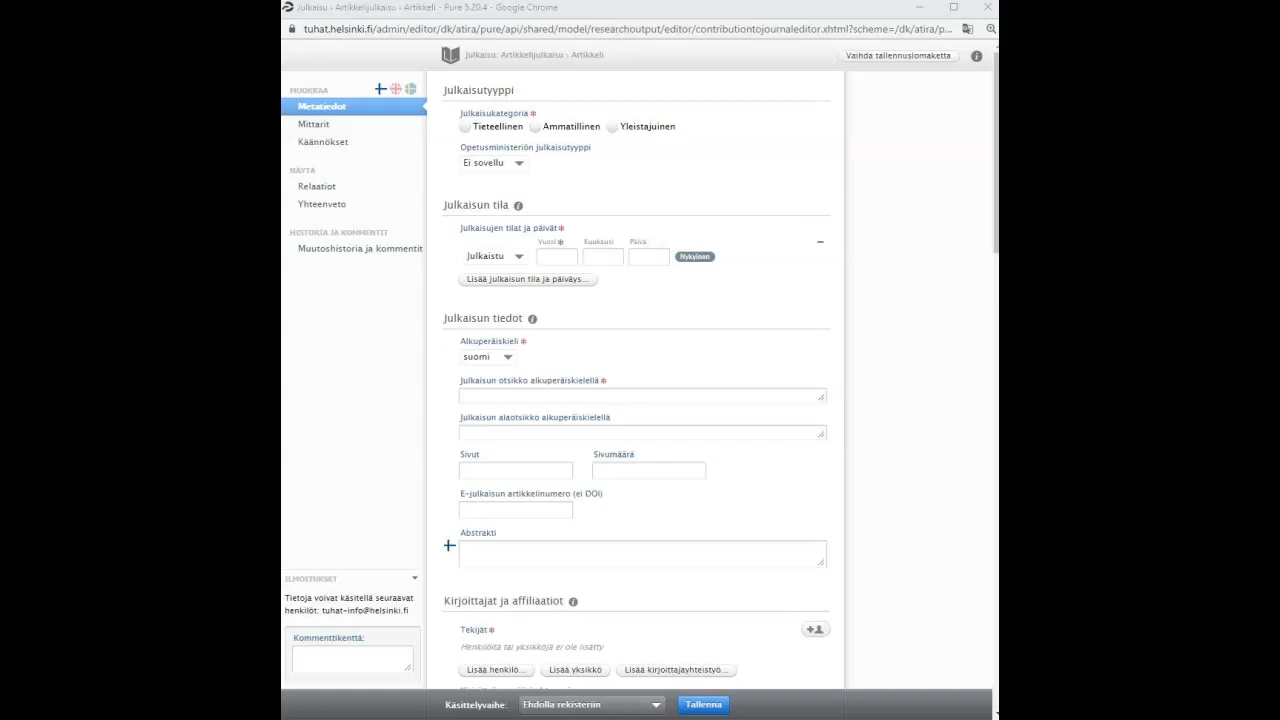 Julkaisu › Artikkelijulkaisu › Artikkeli - Pure 5.20.4 - Google Chrome
tuhat.helsinki.fi/admin/editor/dk/atira/pure/api/shared/model/researchoutput/editor/contributiontojournaleditor.xhtml?scheme=/dk/atira/p...
Julkaisu: Artikkelijulkaisu › Artikkeli
Vaihda tallennuslomaketta
MUOKKAA
Metatiedot
Mittarit
Käännökset
NÄYTÄ
Relaatiot
Yhteenveto
HISTORIA JA KOMMENTIT
Muutoshistoria ja kommentit
Julkaisutyyppi
Julkaisukategoria *
Tieteellinen Ammatillinen Yleistajuinen
Opetusministeriön julkaisutyyppi
Ei sovellu
Julkaisun tila
Julkaisujen tilat ja päivät *
Vuosi * Kuukausi Päivä
Julkaistu Nykyinen
Lisää julkaisun tila ja päiväys...
Julkaisun tiedot
Alkuperäiskieli *
suomi
Julkaisun otsikko alkuperäiskielellä *
Julkaisun alaotsikko alkuperäiskielellä
Sivut Sivumäärä
E-julkaisun artikkelinumero (ei DOI)
Abstrakti
Kirjoittajat ja affiliaatiot
Tekijät *
Henkilöitä tai yksikköjä ei ole lisätty
Lisää henkilö... Lisää yksikkö Lisää kirjoittajayhteistyö...
ILMOITUKSET
Tietoja voivat käsitellä seuraavat
henkilöt: tuhat-info@helsinki.fi
Kommenttikenttä:
Käsittelyvaihe: Ehdolla rekisteriin Tallenna